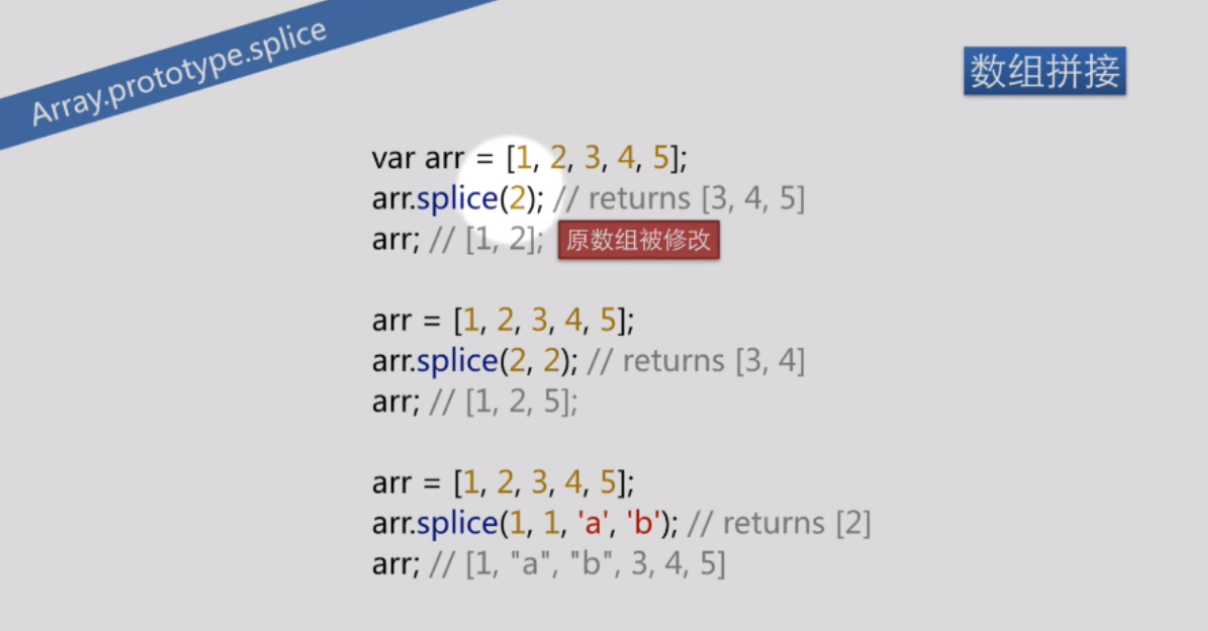 Array.prototype.splice
数组拼接
var arr = [1, 2, 3, 4, 5];
arr.splice(2); // returns [3, 4, 5]
arr; // [1, 2]; 原数组被修改
arr = [1, 2, 3, 4, 5];
arr.splice(2, 2); // returns [3, 4]
arr; // [1, 2, 5];
arr = [1, 2, 3, 4, 5];
arr.splice(1, 1, 'a', 'b'); // returns [2]
arr; // [1, "a", "b", 3, 4, 5]